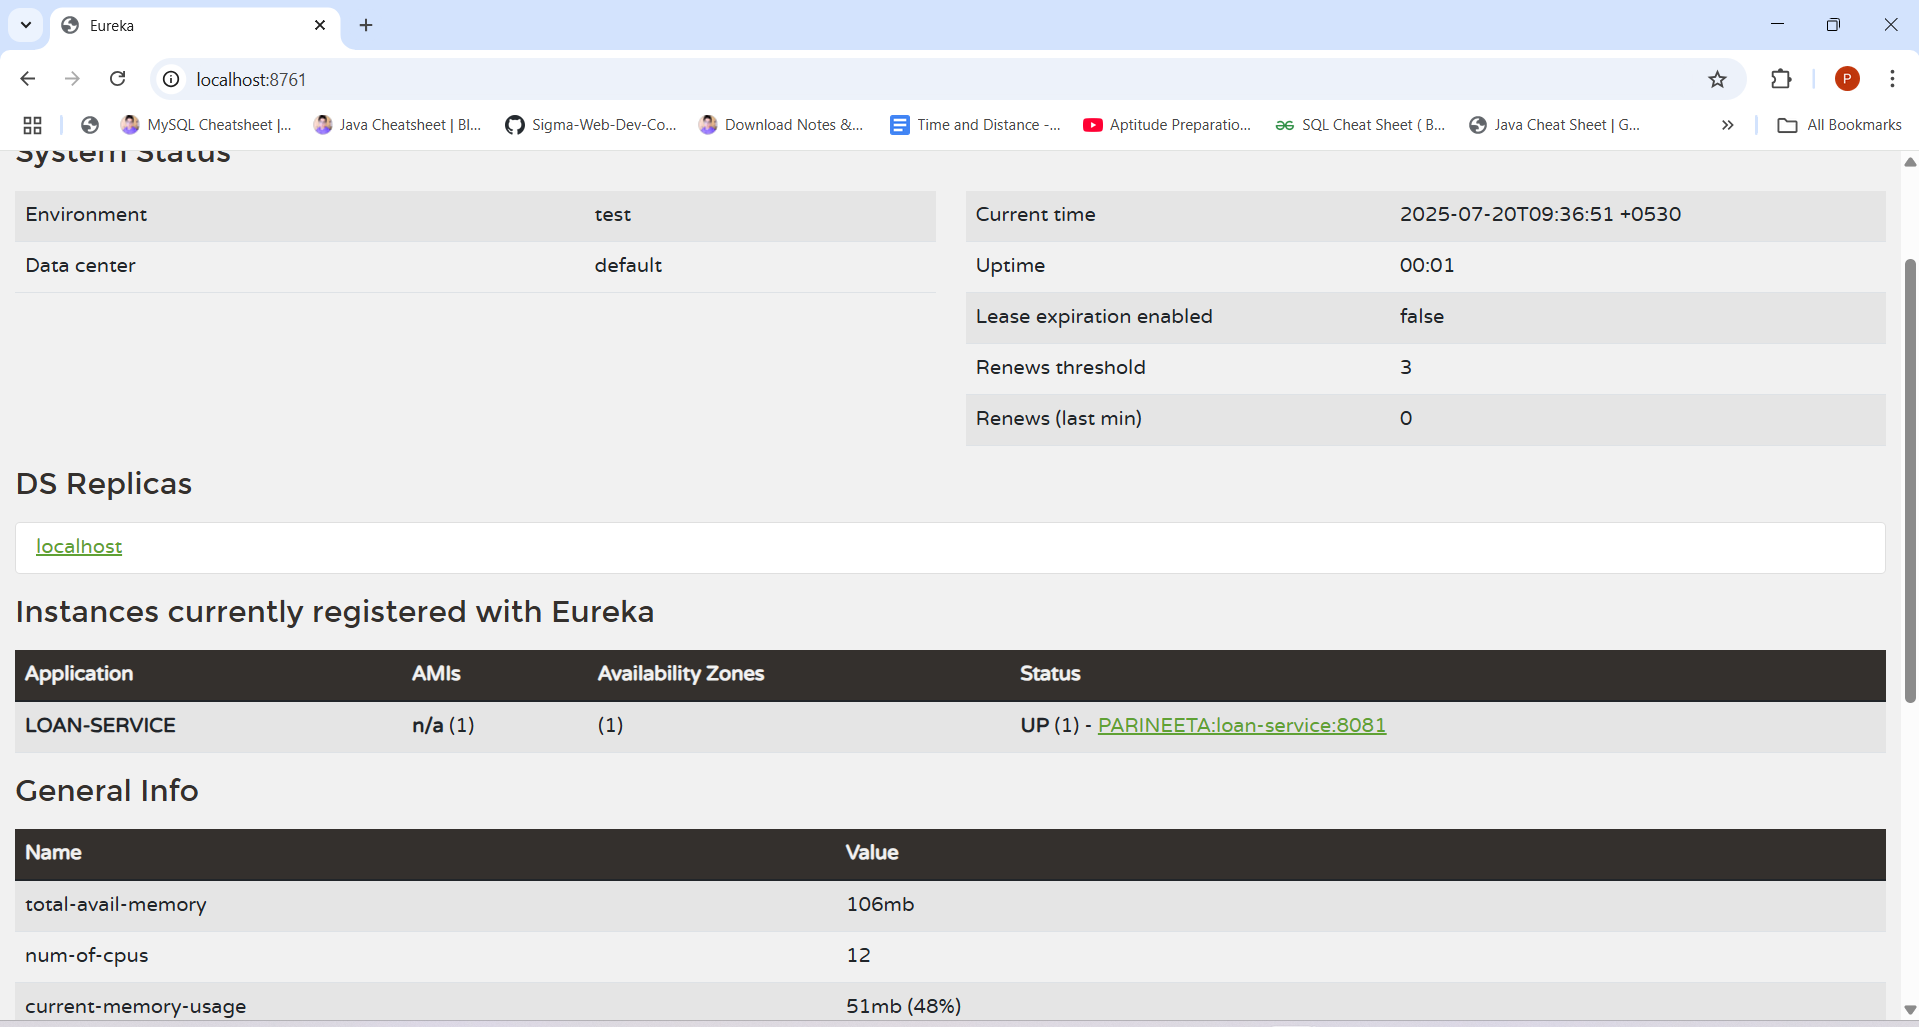 Eureka
localhost:8761
MySQL Cheatsheet |...
Java Cheatsheet | Bl...
Sigma-Web-Dev-Co...
Download Notes &...
Time and Distance -...
Aptitude Preparatio...
SQL Cheat Sheet ( B...
Java Cheat Sheet | G...
»
All Bookmarks
P
System Status
Environment test
Data center default
Current time 2025-07-20T09:36:51 +0530
Uptime 00:01
Lease expiration enabled false
Renews threshold 3
Renews (last min) 0
DS Replicas
localhost
Instances currently registered with Eureka
Application AMIs Availability Zones Status
LOAN-SERVICE n/a (1) (1) UP (1) - PARINEETA:loan-service:8081
General Info
Name Value
total-avail-memory 106mb
num-of-cpus 12
current-memory-usage 51mb (48%)